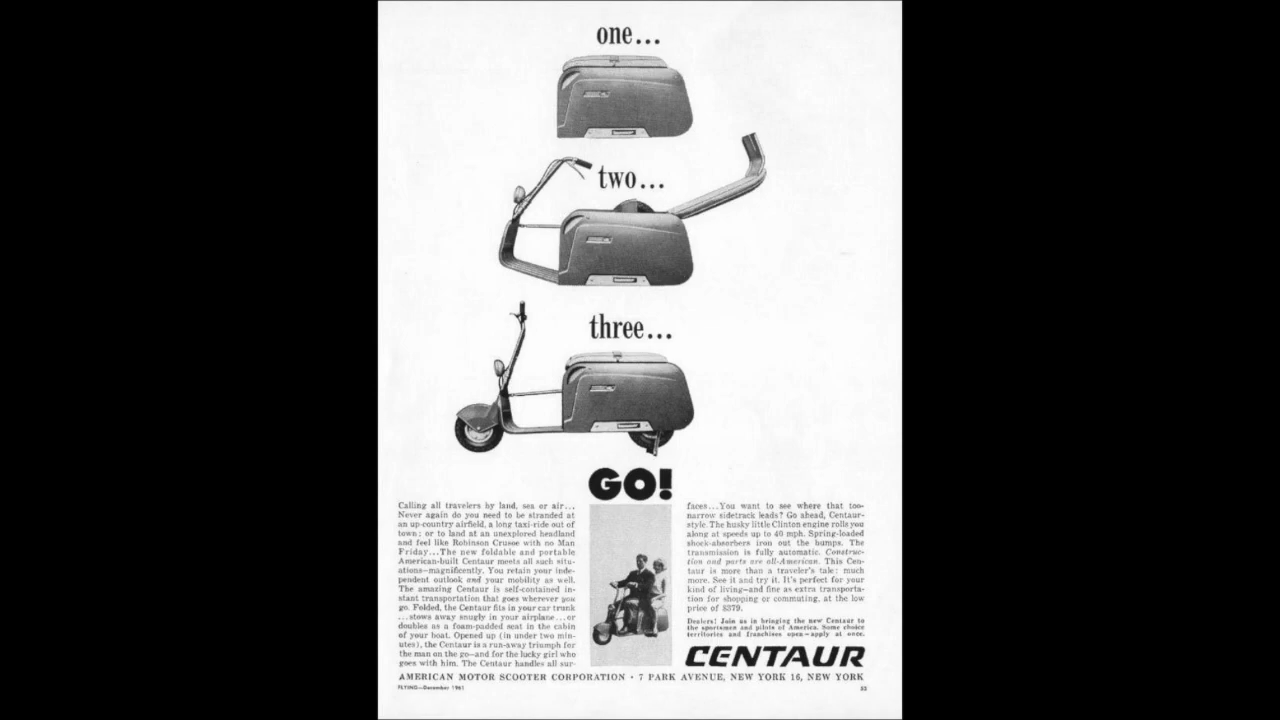 one...
two...
three...
GO!
Calling all travelers by land, sea or air...
Never again do you need to be stranded at
an up-country airfield, a long taxi-ride out of
town; or to land at an unexplored headland
and feel like Robinson Crusoe with no Man
Friday...The new foldable and portable
American-built Centaur meets all such situ-
ations—magnificently. You retain your inde-
pendent outlook and your mobility as well.
The amazing Centaur is self-contained in-
stant transportation that goes wherever you
go. Folded, the Centaur fits in your car trunk
...stows away snugly in your airplane...or
doubles as a foam-padded seat in the cabin
of your boat. Opened up (in under two min-
utes), the Centaur is a run-away triumph for
the man on the go—and for the lucky girl who
goes with him. The Centaur handles all sur-
faces...You want to see where that too-
narrow sidetrack leads? Go ahead, Centaur-
style. The husky little Clinton engine rolls you
along at speeds up to 40 mph. Spring-loaded
shock-absorbers iron out the humps. The
transmission is fully automatic. Construc-
tion and parts are all-American. This Cen-
taur is more than a traveler's tale: much
more. See it and try it. It's perfect for your
kind of living—and fine as extra transporta-
tion for shopping or commuting, at the low
price of $379.
Dealers! Join us in bringing the new Centaur to
the sportsmen and pilots of America. Some choice
territories and franchises open—apply at once.
CENTAUR
AMERICAN MOTOR SCOOTER CORPORATION • 7 PARK AVENUE, NEW YORK 16, NEW YORK
FLYING—December 1961